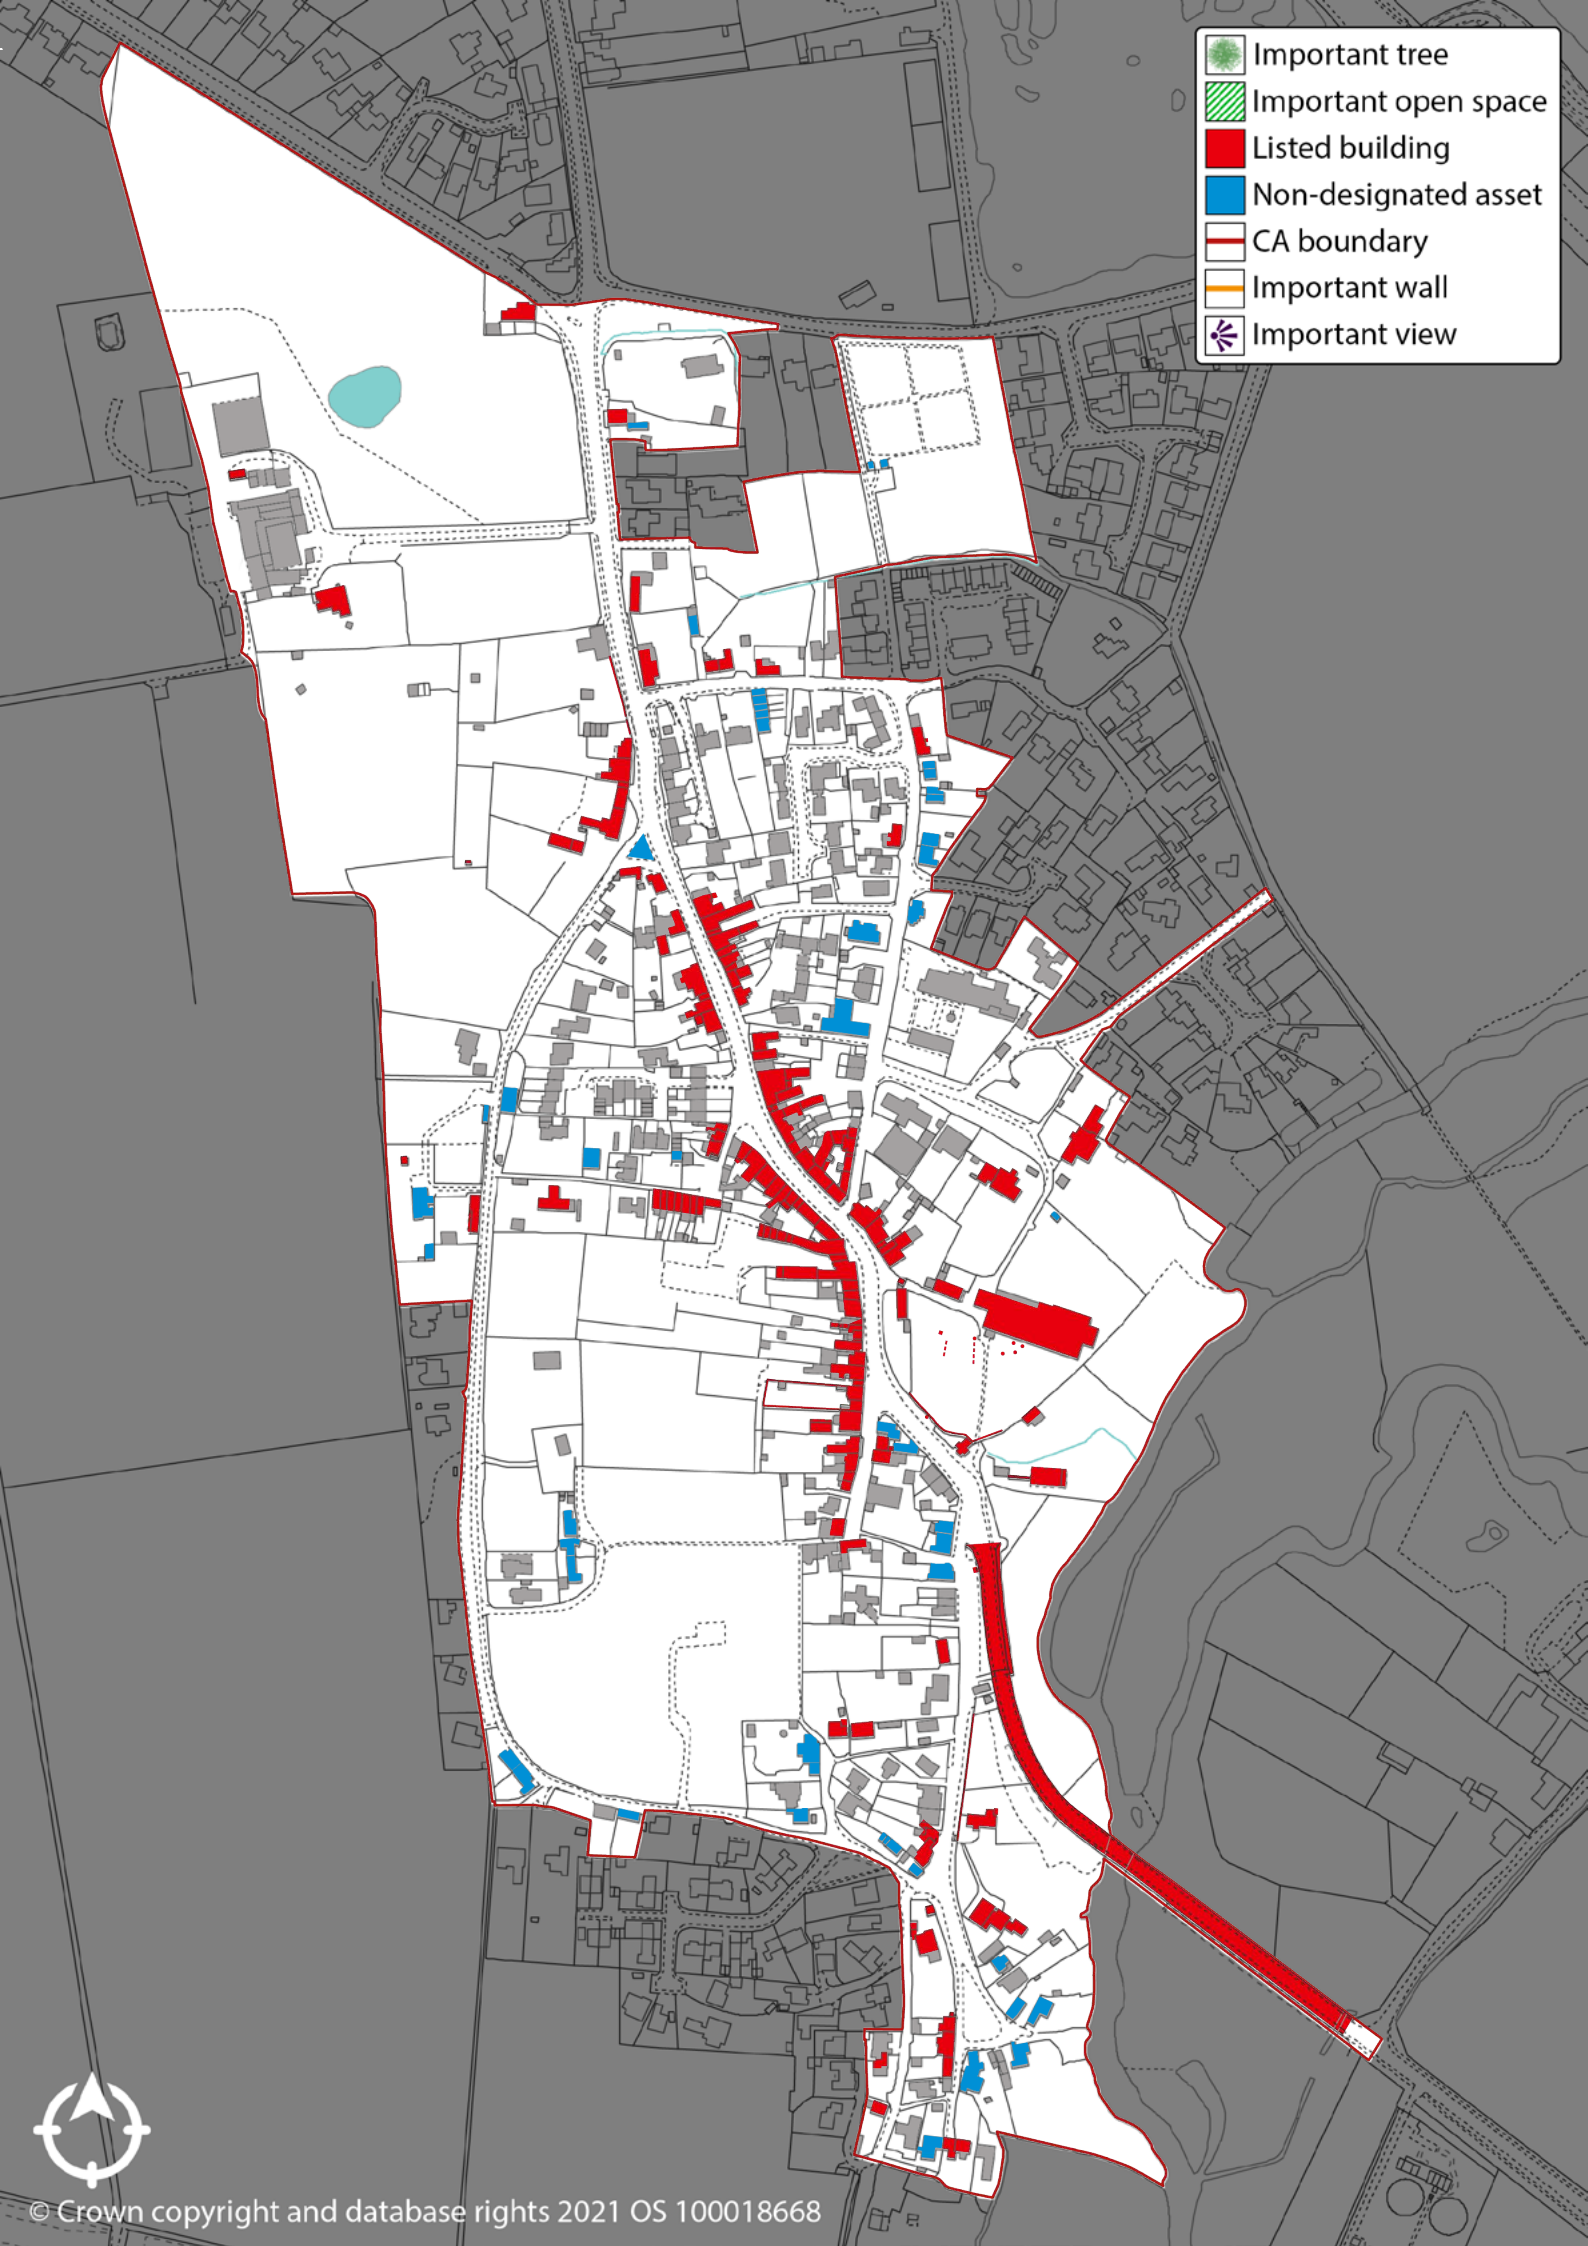 Important tree
Important open space
Listed building
Non-designated asset
CA boundary
Important wall
Important view
© Crown copyright and database rights 2021 OS 100018668